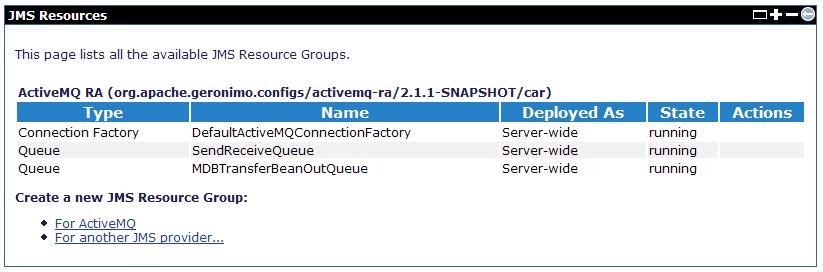 JMS Resources
This page lists all the available JMS Resource Groups.
ActiveMQ RA (org.apache.geronimo.configs/activemq-ra/2.1.1-SNAPSHOT/car)
Type Name Deployed As State Actions
Connection Factory DefaultActiveMQConnectionFactory Server-wide running
Queue SendReceiveQueue Server-wide running
Queue MDBTransferBeanOutQueue Server-wide running
Create a new JMS Resource Group:
For ActiveMQ
For another JMS provider...